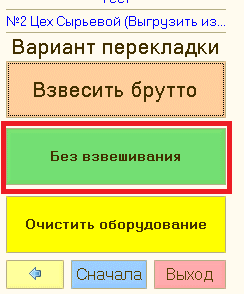 №2 Цех Сырьевой (Выгрузить из...
Вариант перекладки
Взвесить брутто
Без взвешивания
Очистить оборудование
Сначала
Выход